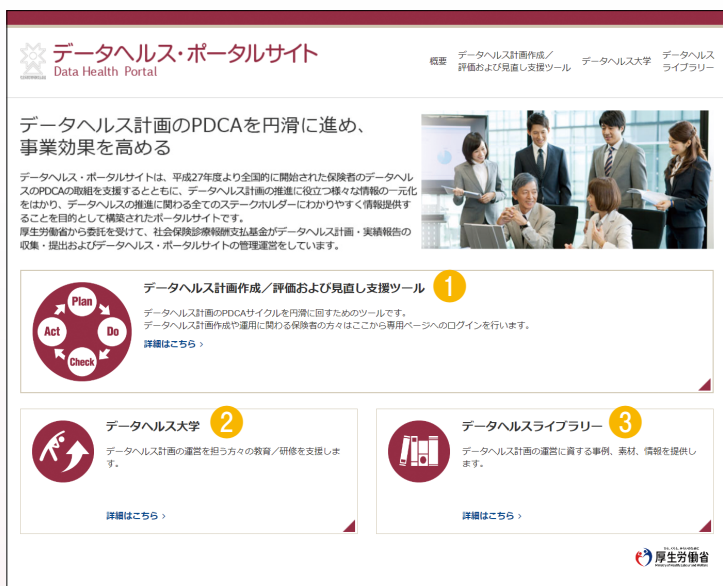 データヘルス・ポータルサイト
Data Health Portal
概要
データヘルス計画作成／
評価および見直し支援ツール
データヘルス大学
データヘルス
ライブラリー
データヘルス計画のPDCAを円滑に進め、
事業効果を高める
データヘルス・ポータルサイトは、平成27年度より全国的に開始された保険者のデータヘル
スのPDCAの取組を支援するとともに、データヘルス計画の推進に役立つ様々な情報の一元化
をはかり、データヘルスの推進に関わる全てのステークホルダーにわかりやすく情報提供す
ることを目的として構築されたポータルサイトです。
厚生労働省から委託を受けて、社会保険診療報酬支払基金がデータヘルス計画・実績報告の
収集・提出およびデータヘルス・ポータルサイトの管理運営をしています。
Plan
Do
Check
Act
データヘルス計画作成／評価および見直し支援ツール
1
データヘルス計画のPDCAサイクルを円滑に回すためのツールです。
データヘルス計画作成や運用に関わる保険者の方々はここから専用ページへのログインを行います。
詳細はこちら ›
データヘルス大学
2
データヘルス計画の運営を担う方々の教育／研修を支援しま
す。
詳細はこちら ›
データヘルスライブラリー
3
データヘルス計画の運営に資する事例、素材、情報を提供し
ます。
詳細はこちら ›
厚生労働省